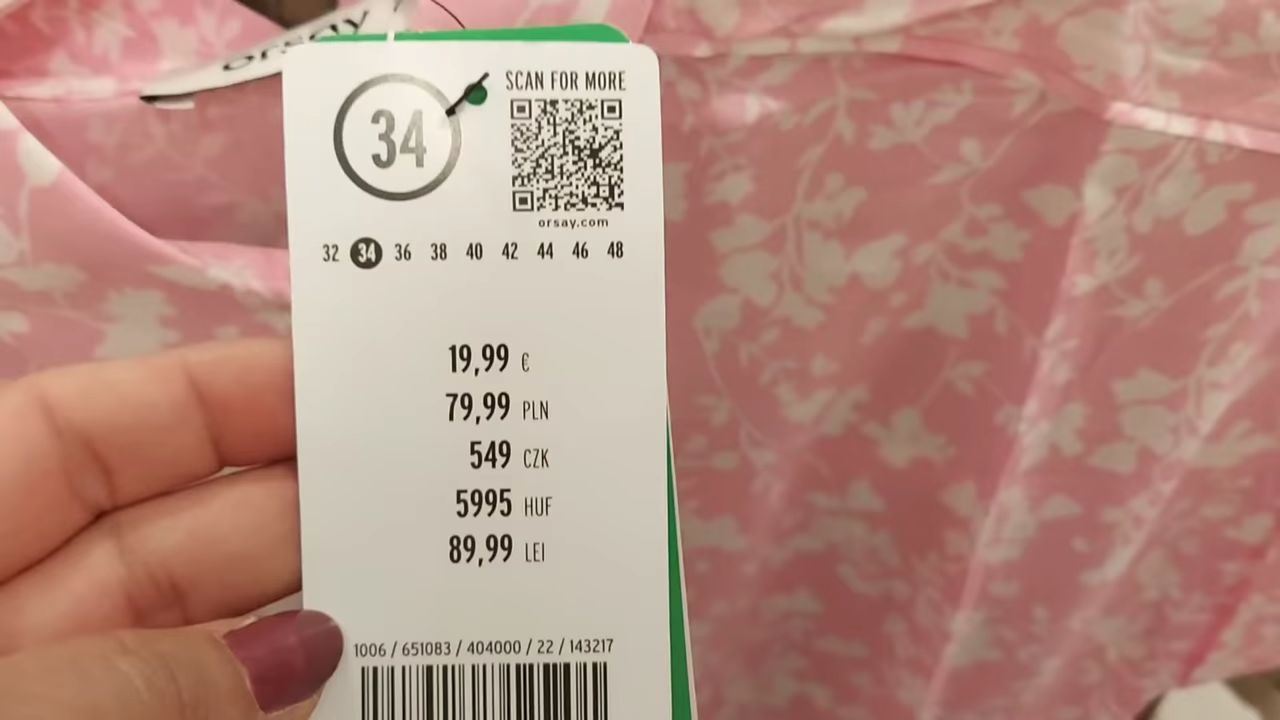 orsay
34
SCAN FOR MORE
orsay.com
32 34 36 38 40 42 44 46 48
19,99 €
79,99 PLN
549 CZK
5995 HUF
89,99 LEI
1006 / 651083 / 404000 / 22 / 143217